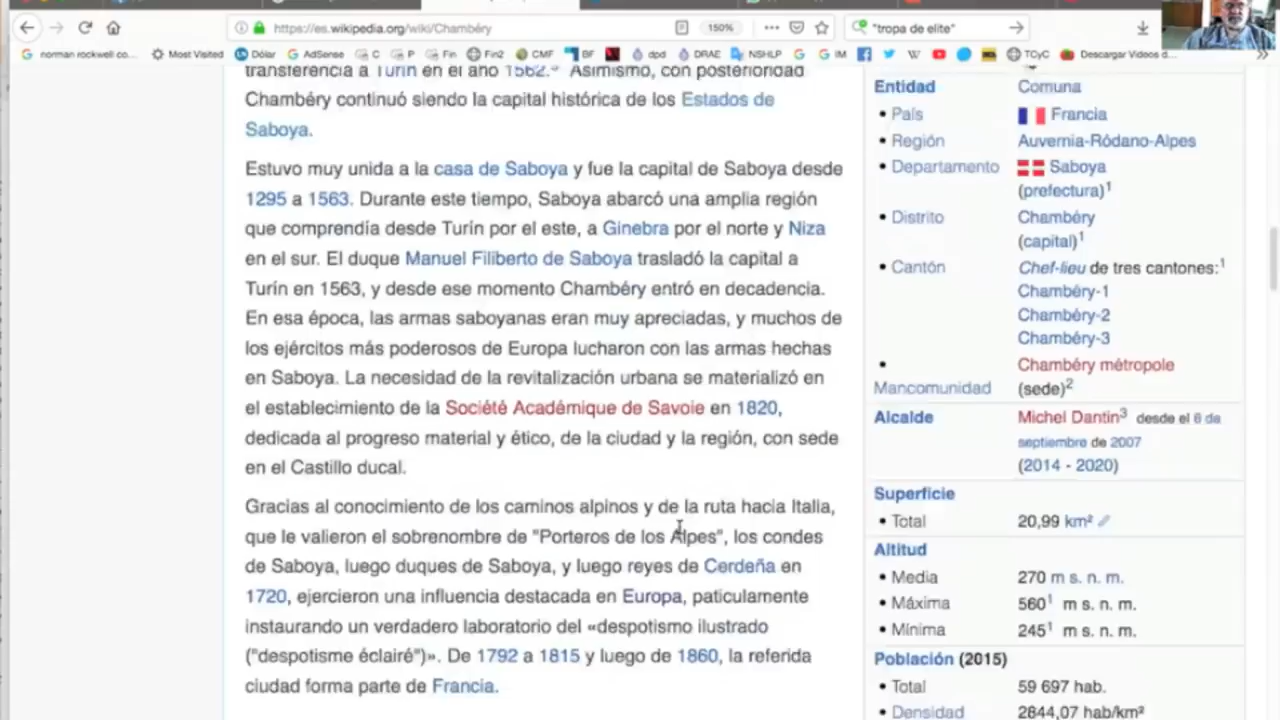 https://es.wikipedia.org/wiki/Chambéry
150%
"tropa de elite"
norman rockwell co...
Most Visited
Dólar
AdSense
C
P
Fin
Fin2
CMF
BF
dpd
DRAE
NSHLP
IM
TCyC
Descargar Videos d...
transferencia a Turín en el año 1562. Asimismo, con posterioridad
Chambéry continuó siendo la capital histórica de los Estados de
Saboya.
Estuvo muy unida a la casa de Saboya y fue la capital de Saboya desde
1295 a 1563. Durante este tiempo, Saboya abarcó una amplia región
que comprendía desde Turín por el este, a Ginebra por el norte y Niza
en el sur. El duque Manuel Filiberto de Saboya trasladó la capital a
Turín en 1563, y desde ese momento Chambéry entró en decadencia.
En esa época, las armas saboyanas eran muy apreciadas, y muchos de
los ejércitos más poderosos de Europa lucharon con las armas hechas
en Saboya. La necesidad de la revitalización urbana se materializó en
el establecimiento de la Société Académique de Savoie en 1820,
dedicada al progreso material y ético, de la ciudad y la región, con sede
en el Castillo ducal.
Gracias al conocimiento de los caminos alpinos y de la ruta hacia Italia,
que le valieron el sobrenombre de "Porteros de los Alpes", los condes
de Saboya, luego duques de Saboya, y luego reyes de Cerdeña en
1720, ejercieron una influencia destacada en Europa, paticulamente
instaurando un verdadero laboratorio del «despotismo ilustrado
("despotisme éclairé")». De 1792 a 1815 y luego de 1860, la referida
ciudad forma parte de Francia.
Entidad Comuna
• País Francia
• Región Auvernia-Ródano-Alpes
• Departamento Saboya
(prefectura)1
• Distrito Chambéry
(capital)1
• Cantón Chef-lieu de tres cantones:1
Chambéry-1
Chambéry-2
Chambéry-3
• Chambéry métropole
Mancomunidad (sede)2
Alcalde Michel Dantin3 desde el 6 de
septiembre de 2007
(2014 - 2020)
Superficie
• Total 20,99 km²
Altitud
• Media 270 m s. n. m.
• Máxima 5601 m s. n. m.
• Mínima 2451 m s. n. m.
Población (2015)
• Total 59 697 hab.
• Densidad 2844,07 hab/km²